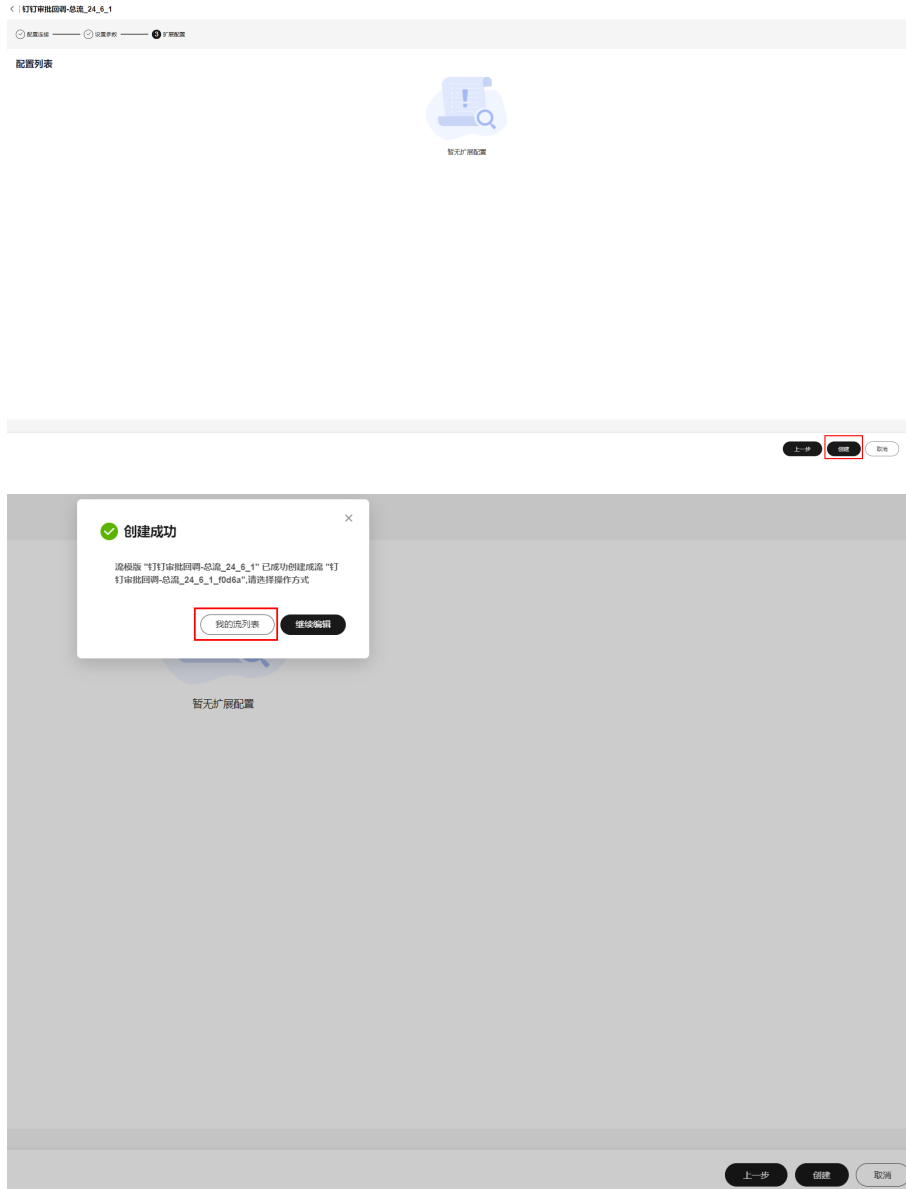 < | 钉钉审批回调-总流_24_6_1
配置连接 设置参数 3 扩展配置
配置列表
暂无扩展配置
上一步 创建 取消
创建成功
流模版 "钉钉审批回调-总流_24_6_1" 已成功创建成流 "钉
钉审批回调-总流_24_6_1_f0d6a",请选择操作方式
我的流列表 继续编辑
暂无扩展配置
上一步 创建 取消